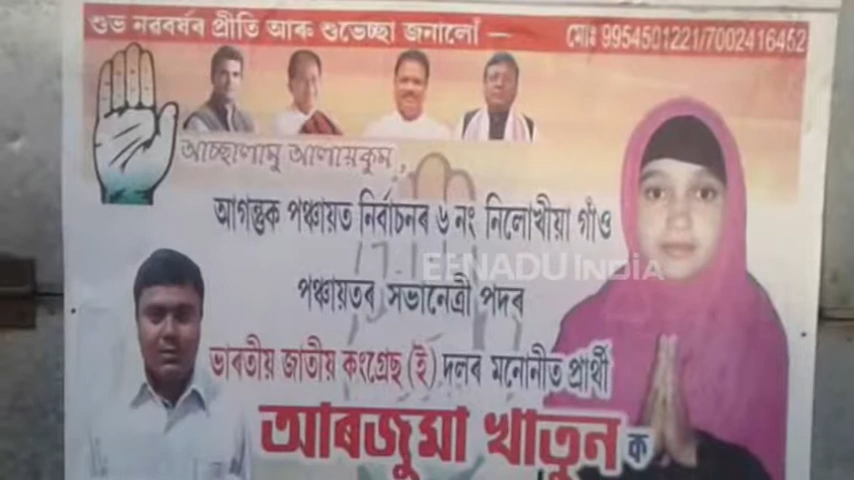 শুভ নৱবৰ্ষৰ প্ৰীতি আৰু শুভেচ্ছা জনালোঁ — মোঃ 9954501221/7002416452
আচ্ছালামু আলায়কুম,
আগন্তুক পঞ্চায়ত নিৰ্বাচনৰ ৬ নং নিলোখীয়া গাঁও
EENADU India
পঞ্চায়তৰ সভানেত্ৰী পদৰ
ভাৰতীয় জাতীয় কংগ্ৰেছ (ই) দলৰ মনোনীত প্ৰাৰ্থী
আৰজুমা খাতুন ক